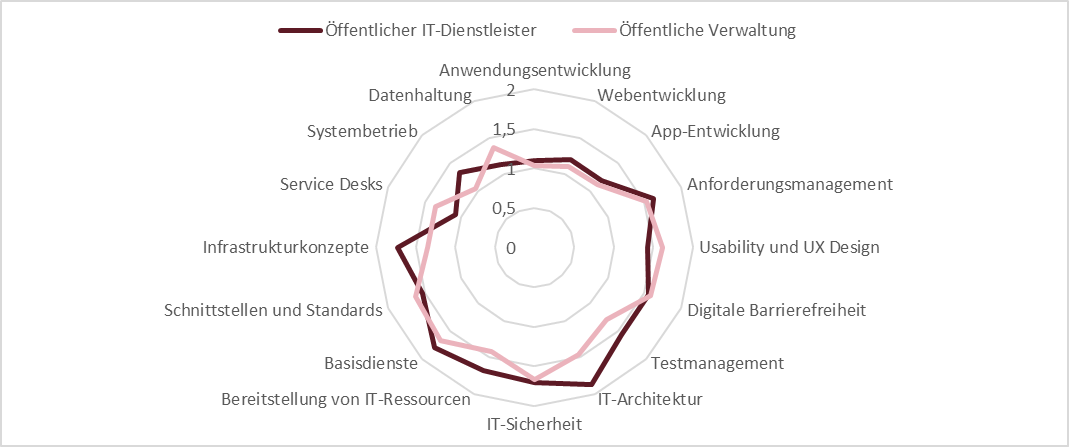 Öffentlicher IT-Dienstleister
Öffentliche Verwaltung
Anwendungsentwicklung
2
Datenhaltung
Webentwicklung
Systembetrieb
1,5
App-Entwicklung
Service Desks
1
Anforderungsmanagement
0,5
Infrastrukturkonzepte
0
Usability und UX Design
Schnittstellen und Standards
Digitale Barrierefreiheit
Basisdienste
Testmanagement
Bereitstellung von IT-Ressourcen
IT-Architektur
IT-Sicherheit